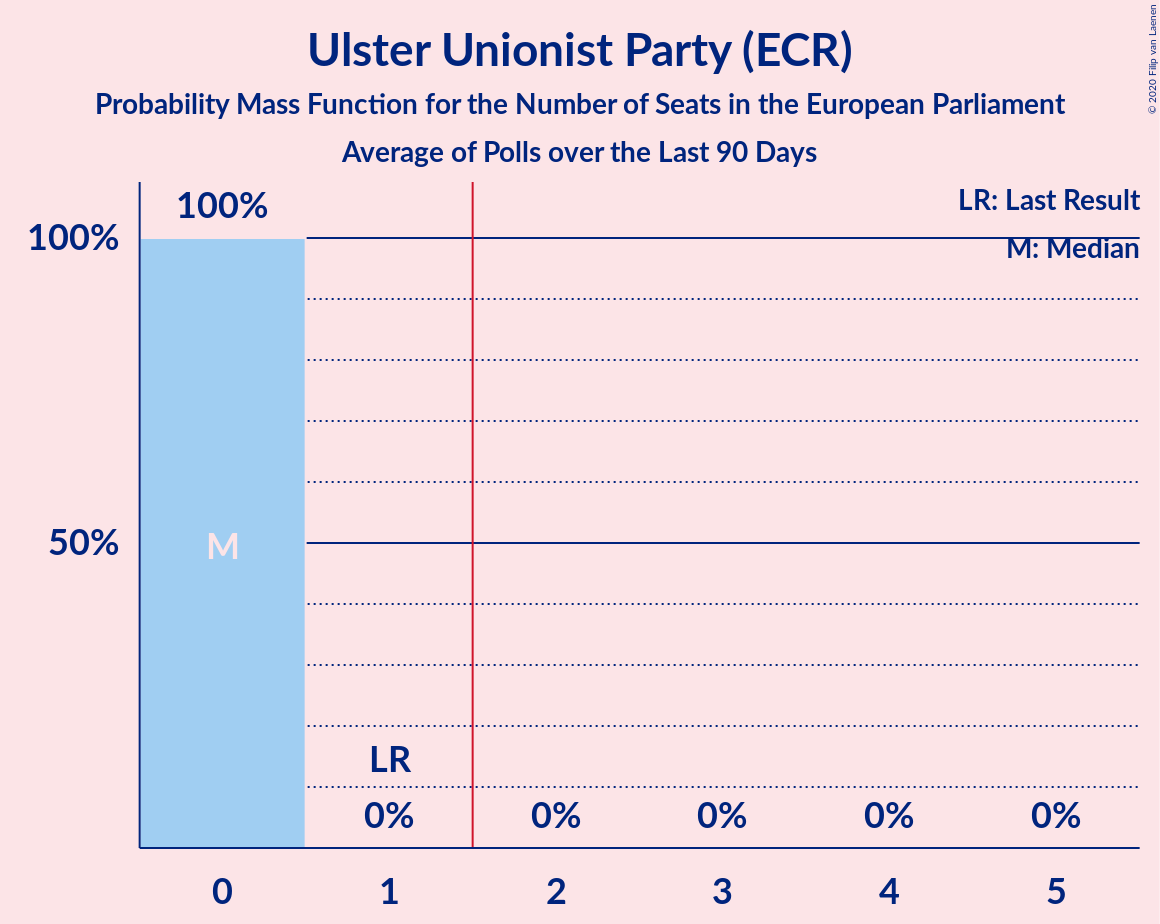 Ulster Unionist Party (ECR)
Probability Mass Function for the Number of Seats in the European Parliament
Average of Polls over the Last 90 Days
© 2020 Filip van Laenen
LR: Last Result
M: Median
100%
100%
50%
M
LR
0%
0%
0%
0%
0%
0
1
2
3
4
5